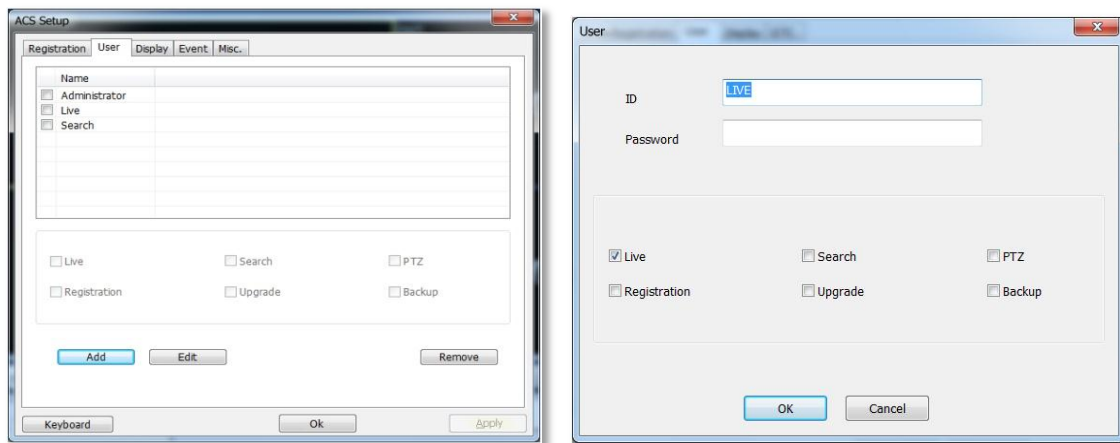 ACS Setup
Registration User Display Event Misc.
Name
Administrator
Live
Search
Live Search PTZ
Registration Upgrade Backup
Add Edit Remove
Keyboard Ok Apply
User
ID LIVE
Password
Live Search PTZ
Registration Upgrade Backup
OK Cancel